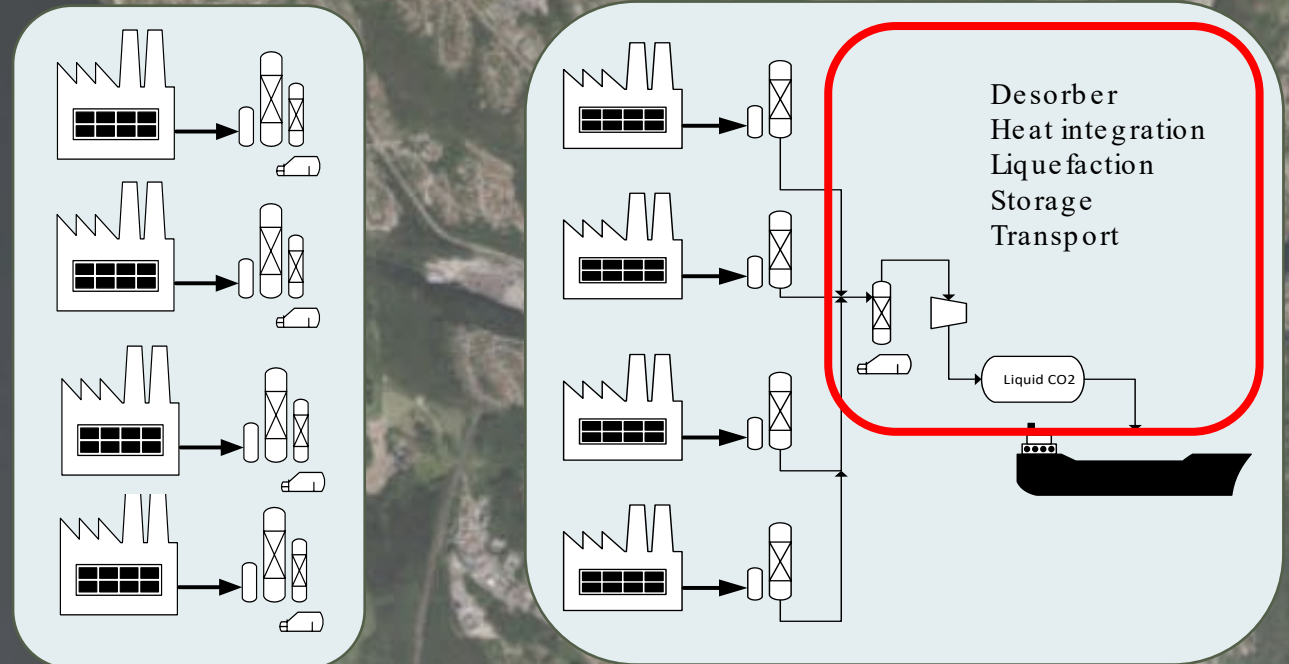 Desorber
Heat integration
Liquefaction
Storage
Transport
Liquid CO2